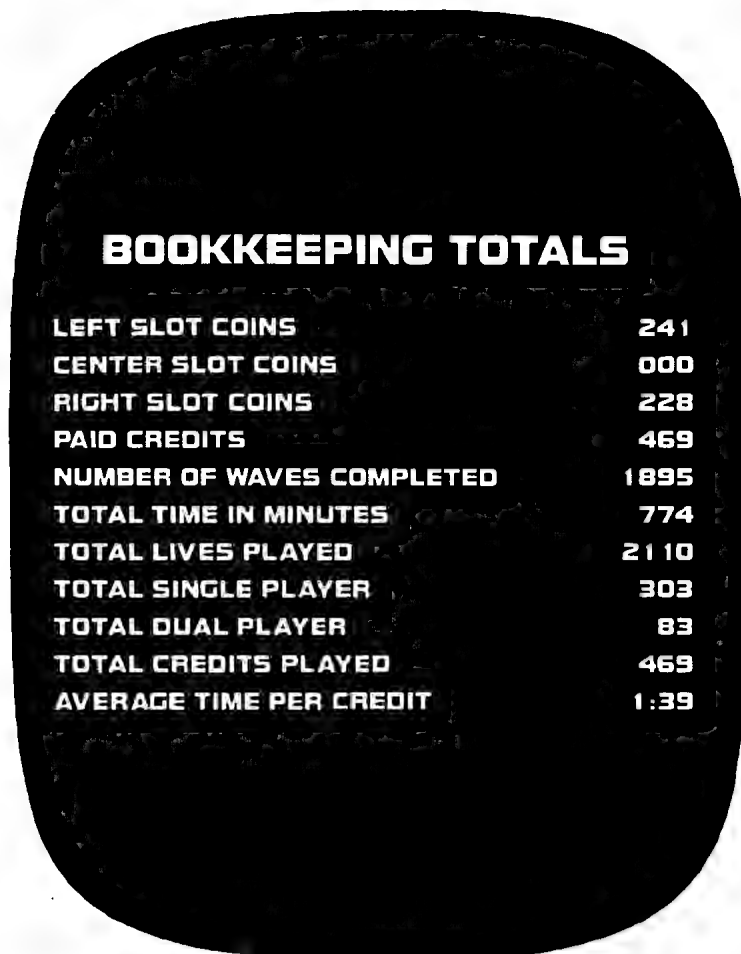 BOOKKEEPING TOTALS
LEFT SLOT COINS 241
CENTER SLOT COINS 000
RIGHT SLOT COINS 228
PAID CREDITS 469
NUMBER OF WAVES COMPLETED 1895
TOTAL TIME IN MINUTES 774
TOTAL LIVES PLAYED 2110
TOTAL SINGLE PLAYER 303
TOTAL DUAL PLAYER 83
TOTAL CREDITS PLAYED 469
AVERAGE TIME PER CREDIT 1:39